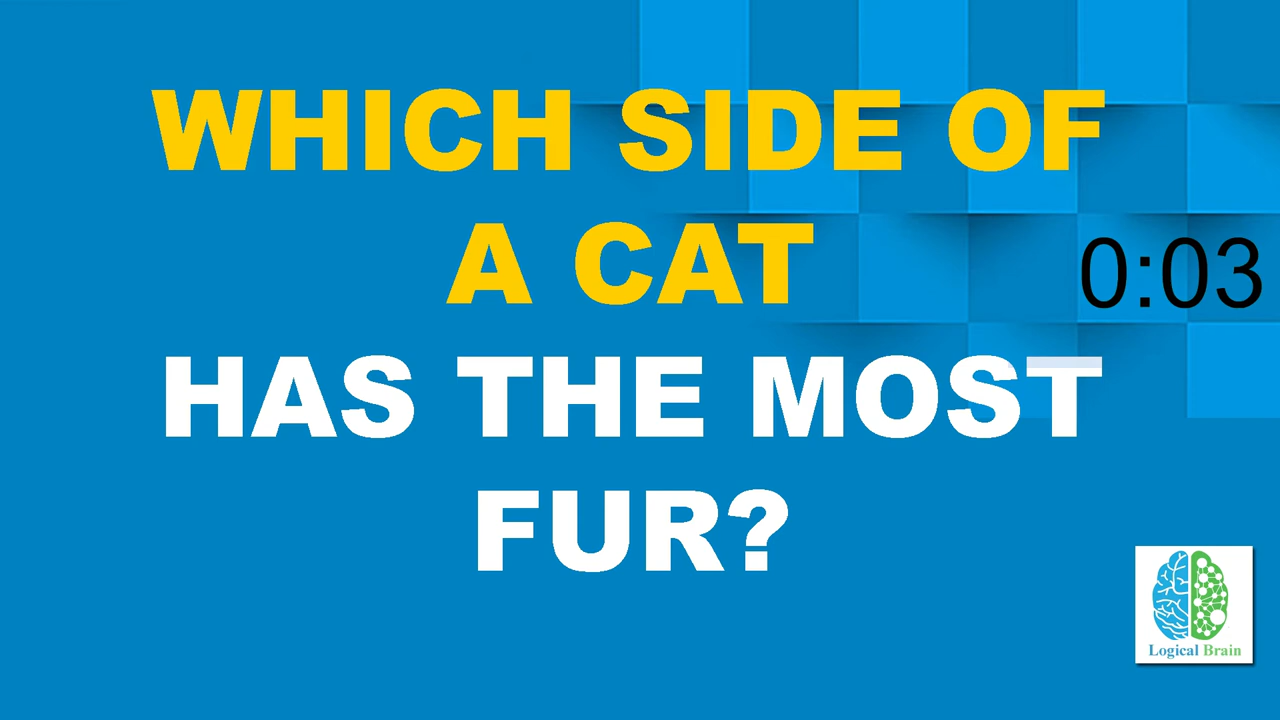 WHICH SIDE OF
A CAT
0:03
HAS THE MOST
FUR?
Logical Brain